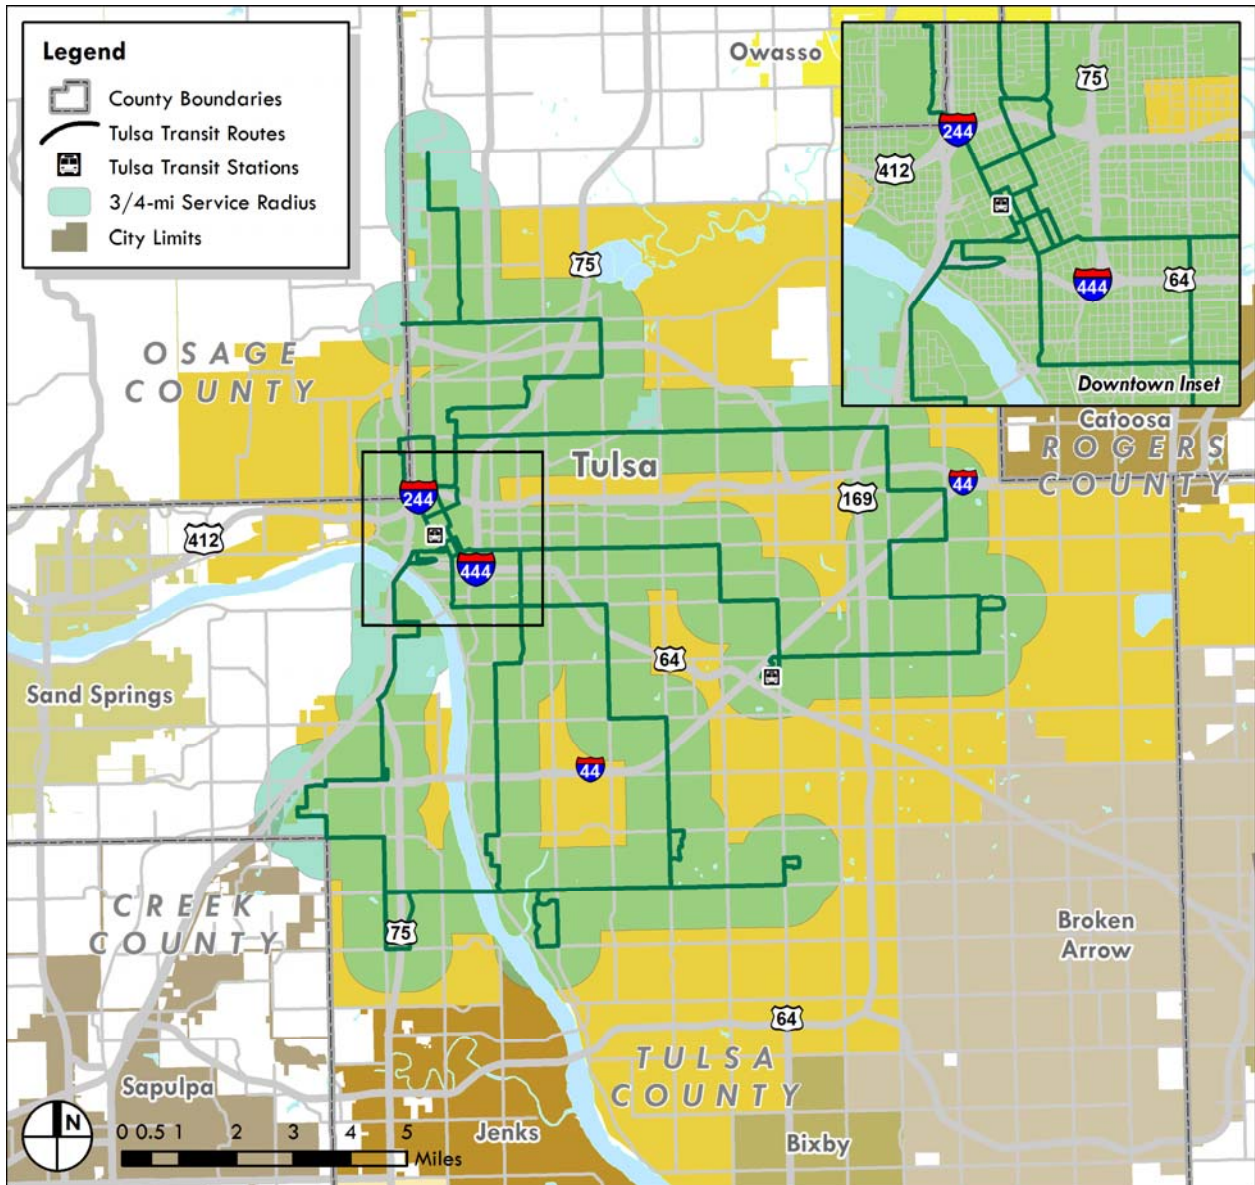 Legend
County Boundaries
Tulsa Transit Routes
Tulsa Transit Stations
3/4-mi Service Radius
City Limits
Owasso
75
244
412
444
64
Downtown Inset
75
OSAGE
COUNTY
Catoosa
ROGERS
COUNTY
Tulsa
44
244
169
412
444
64
Sand Springs
44
CREEK
COUNTY
75
Broken
Arrow
64
TULSA
COUNTY
Sapulpa
Jenks
Bixby
N
0 0.5 1 2 3 4 5
Miles